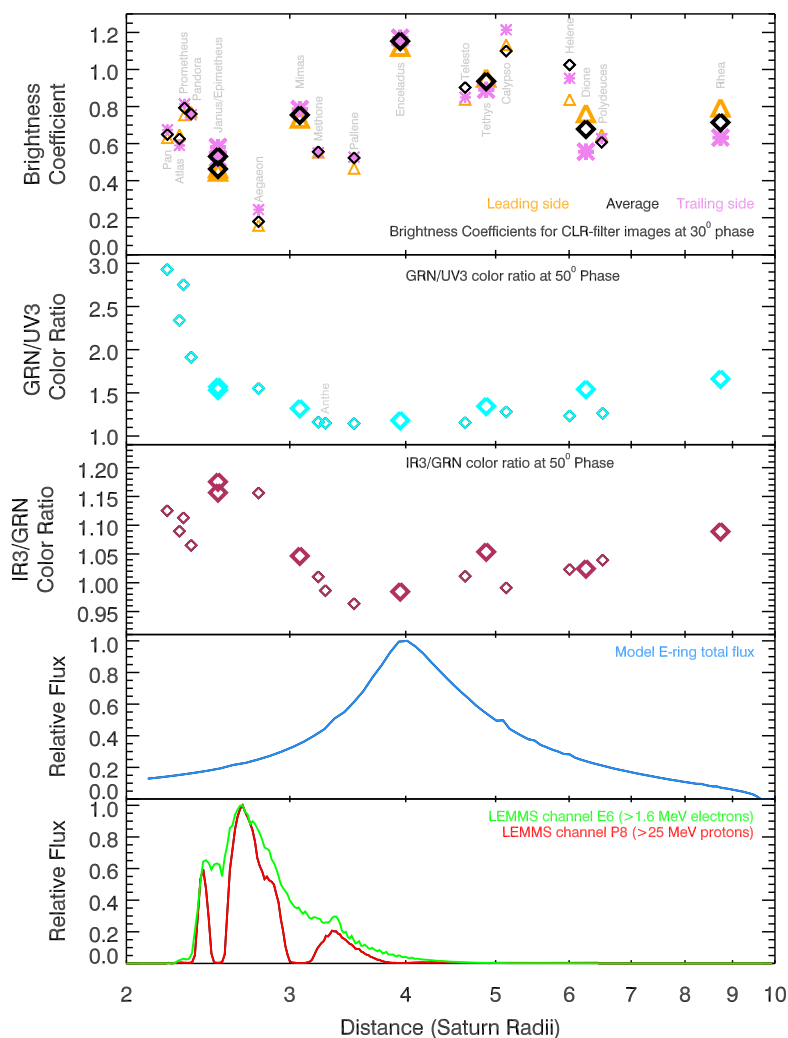 1.2
1.0
0.8
0.6
0.4
0.2
0.0
Brightness
Coefficient
Pan
Atlas
Prometheus
Pandora
Janus/Epimetheus
Aegaeon
Mimas
Methone
Pallene
Enceladus
Telesto
Tethys
Calypso
Helene
Dione
Polydeuces
Rhea
Leading side Average Trailing side
Brightness Coefficients for CLR-filter images at 30⁰ phase
3.0
2.5
2.0
1.5
1.0
GRN/UV3
Color Ratio
GRN/UV3 color ratio at 50⁰ Phase
Anthe
1.20
1.15
1.10
1.05
1.00
0.95
IR3/GRN
Color Ratio
IR3/GRN color ratio at 50⁰ Phase
1.0
0.8
0.6
0.4
0.2
0.0
Relative Flux
Model E-ring total flux
1.0
0.8
0.6
0.4
0.2
Relative Flux
LEMMS channel E6 (>1.6 MeV electrons)
LEMMS channel P8 (>25 MeV protons)
2 3 4 5 6 7 8 9 10
Distance (Saturn Radii)